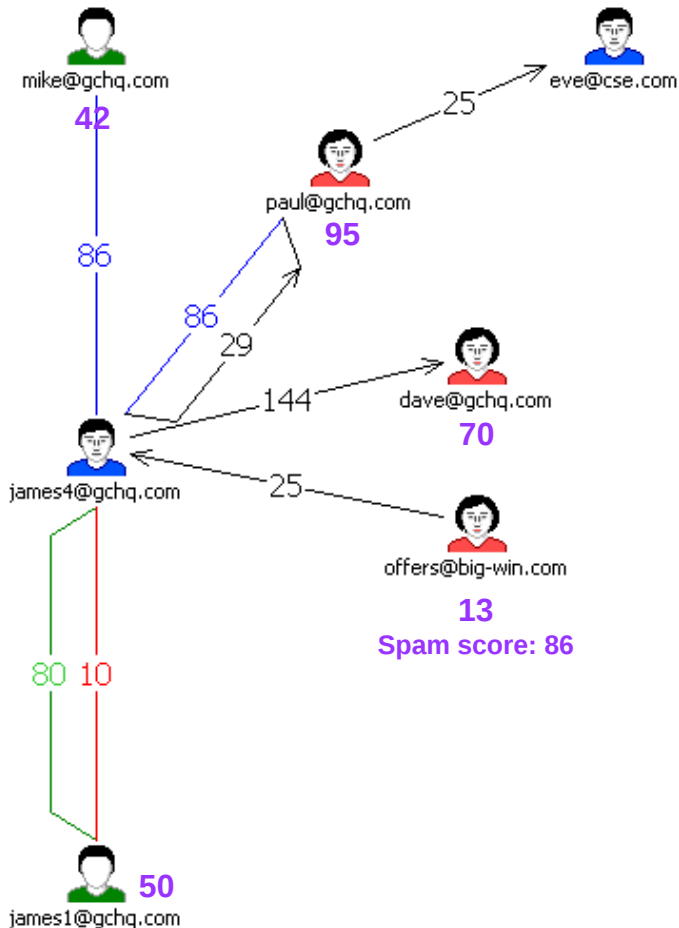 mike@gchq.com
42
eve@cse.com
25
paul@gchq.com
95
86
86
29
144
dave@gchq.com
70
james4@gchq.com
25
offers@big-win.com
13
Spam score: 86
80
10
50
james1@gchq.com